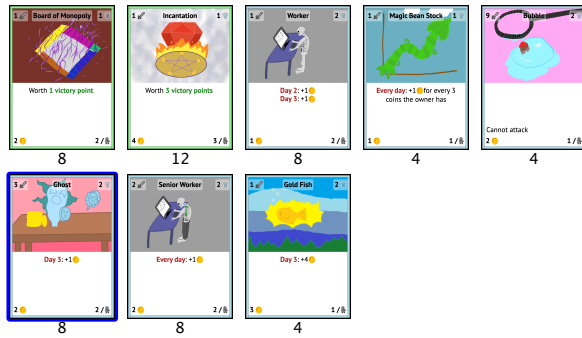 1 Board of Monopoly 1
Worth 1 victory point
2 2/
8
1 Incantation 1
Worth 3 victory points
4 3/
12
1 Worker 2
Day 2: +1
Day 3: +1
1 2/
8
1 Magic Bean Stock 1
Every day: +1 for every 3
coins the owner has
1 1/
4
9 Bubble 2
Cannot attack
2 1/
4
3 Ghost 2
Day 3: +1
2 2/
8
2 Senior Worker 2
Every day: +1
2 2/
8
1 Gold Fish 2
Day 3: +4
3 1/
4